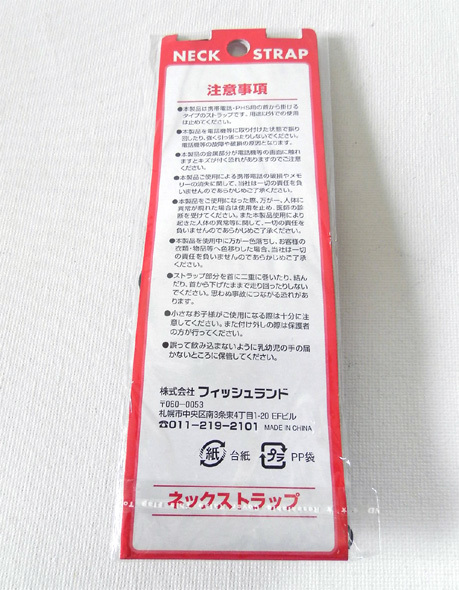 NECK STRAP
注意事項
●本製品は携帯電話・PHS用の首から掛ける
タイプのストラップです。用途以外での使用
は止めてください。
●本製品を電話機等に取り付けた状態で振り
回したり、強く引っ張ったりしないでください。
電話機等の故障や破損の原因となります。
●本製品の金属部分が電話機等の画面に触れ
ますとキズが付く恐れがありますのでご注意
ください。
●本製品ご使用による携帯電話の破損やメモ
リーの消失に関して、当社は一切の責任を負
いませんのであらかじめご了承ください。
●本製品をご使用になった際、万が一、人体に
異常が現れた場合は使用を止め、医師の診
断を受けてください。また本製品使用により
起きた人体の異常等に関して、一切の責任を
負いませんのであらかじめご了承ください。
●本製品を使用中に万が一色落ちし、お客様の
衣類・物品等へ色移りした場合、当社は一切
の責任を負いませんのであらかじめご了承
ください。
●ストラップ部分を首に二重に巻いたり、結ん
だり、首から下げたままで走り回ったりしない
でください。思わぬ事故につながる恐れがあ
ります。
●小さなお子様がご使用になる際は十分に注
意してください。また付け外しの際は保護者
の方が行ってください。
●誤って飲み込まないように乳幼児の手の届
かないところに保管してください。
株式会社 フィッシュランド
〒060-0053
札幌市中央区南3条東4丁目1-20 EFビル
☎011-219-2101 MADE IN CHINA
紙 台紙 プラ PP袋
ネックストラップ